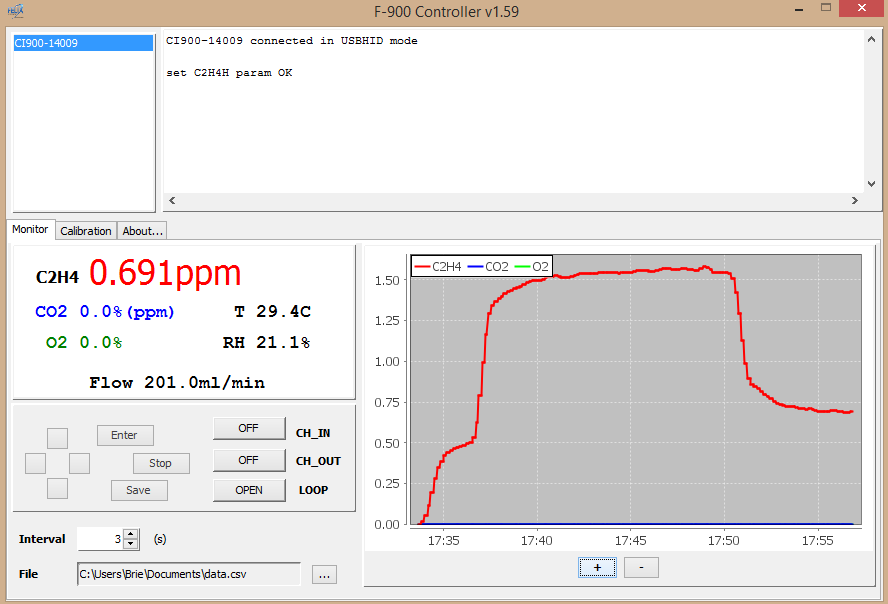 F-900 Controller v1.59
CI900-14009
CI900-14009 connected in USBHID mode
set C2H4H param OK
Monitor
Calibration
About...
C2H4 0.691ppm
CO2 0.0%(ppm)
T 29.4C
O2 0.0%
RH 21.1%
Flow 201.0ml/min
Enter
Stop
Save
OFF CH_IN
OFF CH_OUT
OPEN LOOP
Interval 3 (s)
File C:\Users\Brie\Documents\data.csv ...
C2H4 CO2 O2
1.50
1.25
1.00
0.75
0.50
0.25
0.00
17:35 17:40 17:45 17:50 17:55
+ -